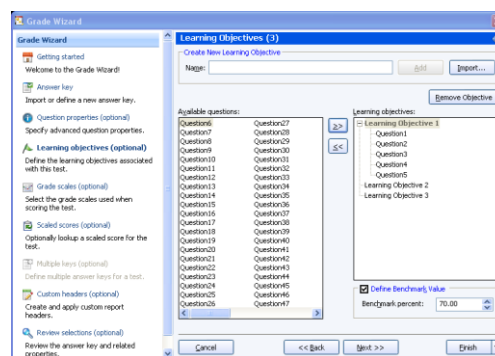 Grade Wizard
Grade Wizard
Getting started
Welcome to the Grade Wizard!
Answer key
Import or define a new answer key.
Question properties (optional)
Specify advanced question properties.
Learning objectives (optional)
Define the learning objectives associated
with this test.
Grade scales (optional)
Select the grade scales used when
scoring the test.
Scaled scores (optional)
Optionally lookup a scaled score for the
test.
Multiple keys (optional)
Define multiple answer keys for a test.
Custom headers (optional)
Create and apply custom report
headers.
Review selections (optional)
Review the answer key and related
properties.
Learning Objectives (3)
Create New Learning Objective
Name:
Add
Import...
Remove Objective
Available questions:
Question6 Question27
Question7 Question28
Question8 Question29
Question9 Question30
Question10 Question31
Question11 Question32
Question12 Question33
Question13 Question34
Question14 Question35
Question15 Question36
Question16 Question37
Question17 Question38
Question18 Question39
Question19 Question40
Question20 Question41
Question21 Question42
Question22 Question43
Question23 Question44
Question24 Question45
Question25 Question46
Question26 Question47
>>
<<
Learning objectives:
Learning Objective 1
Question1
Question2
Question3
Question4
Question5
Learning Objective 2
Learning Objective 3
Define Benchmark Value
Benchmark percent: 70.00
Cancel
<< Back
Next >>
Finish